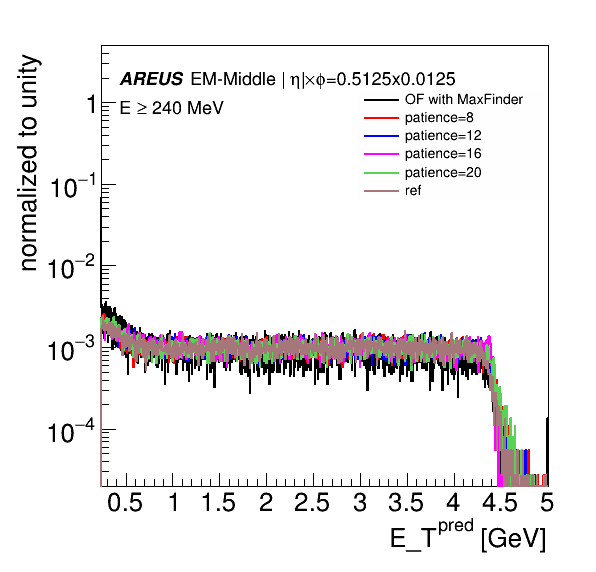 normalized to unity
AREUS EM-Middle | η|×ϕ=0.5125x0.0125
E ≥ 240 MeV
OF with MaxFinder
patience=8
patience=12
patience=16
patience=20
ref
1
10⁻¹
10⁻²
10⁻³
10⁻⁴
0.5 1 1.5 2 2.5 3 3.5 4 4.5 5
E_T^pred [GeV]